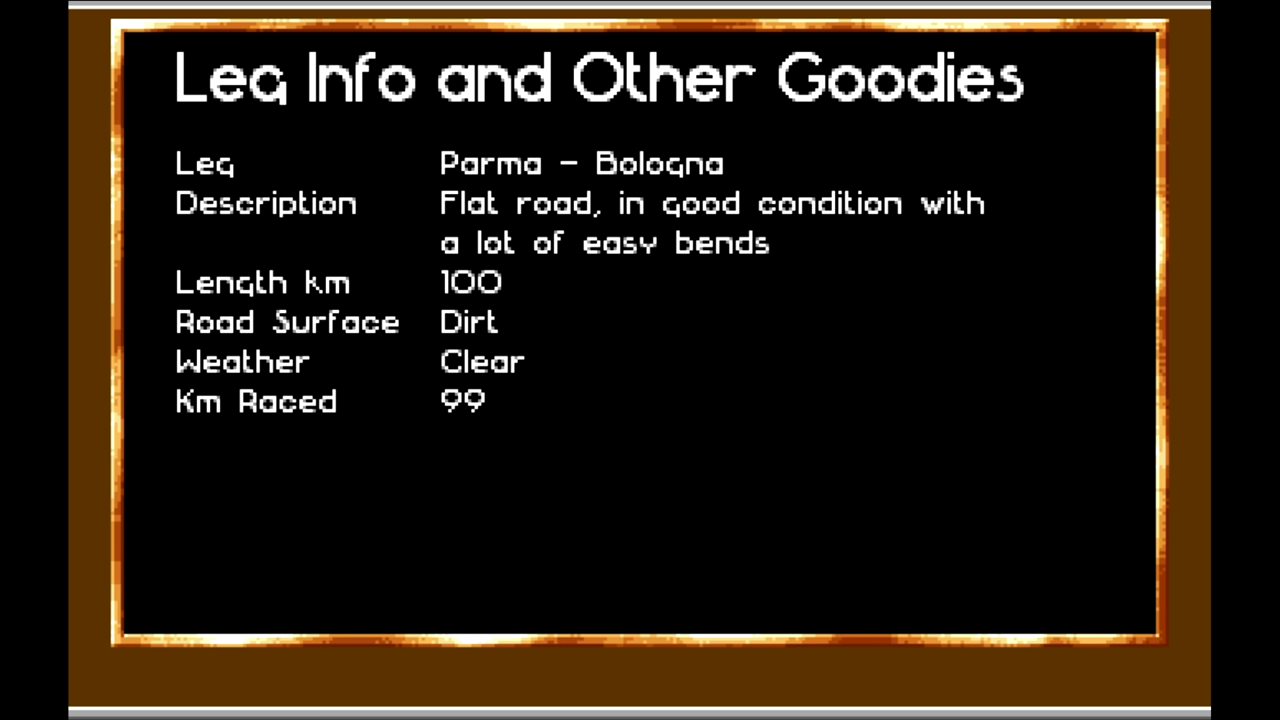 Leg Info and Other Goodies
Leg Parma - Bologna
Description Flat road, in good condition with
a lot of easy bends
Length km 100
Road Surface Dirt
Weather Clear
Km Raced 99